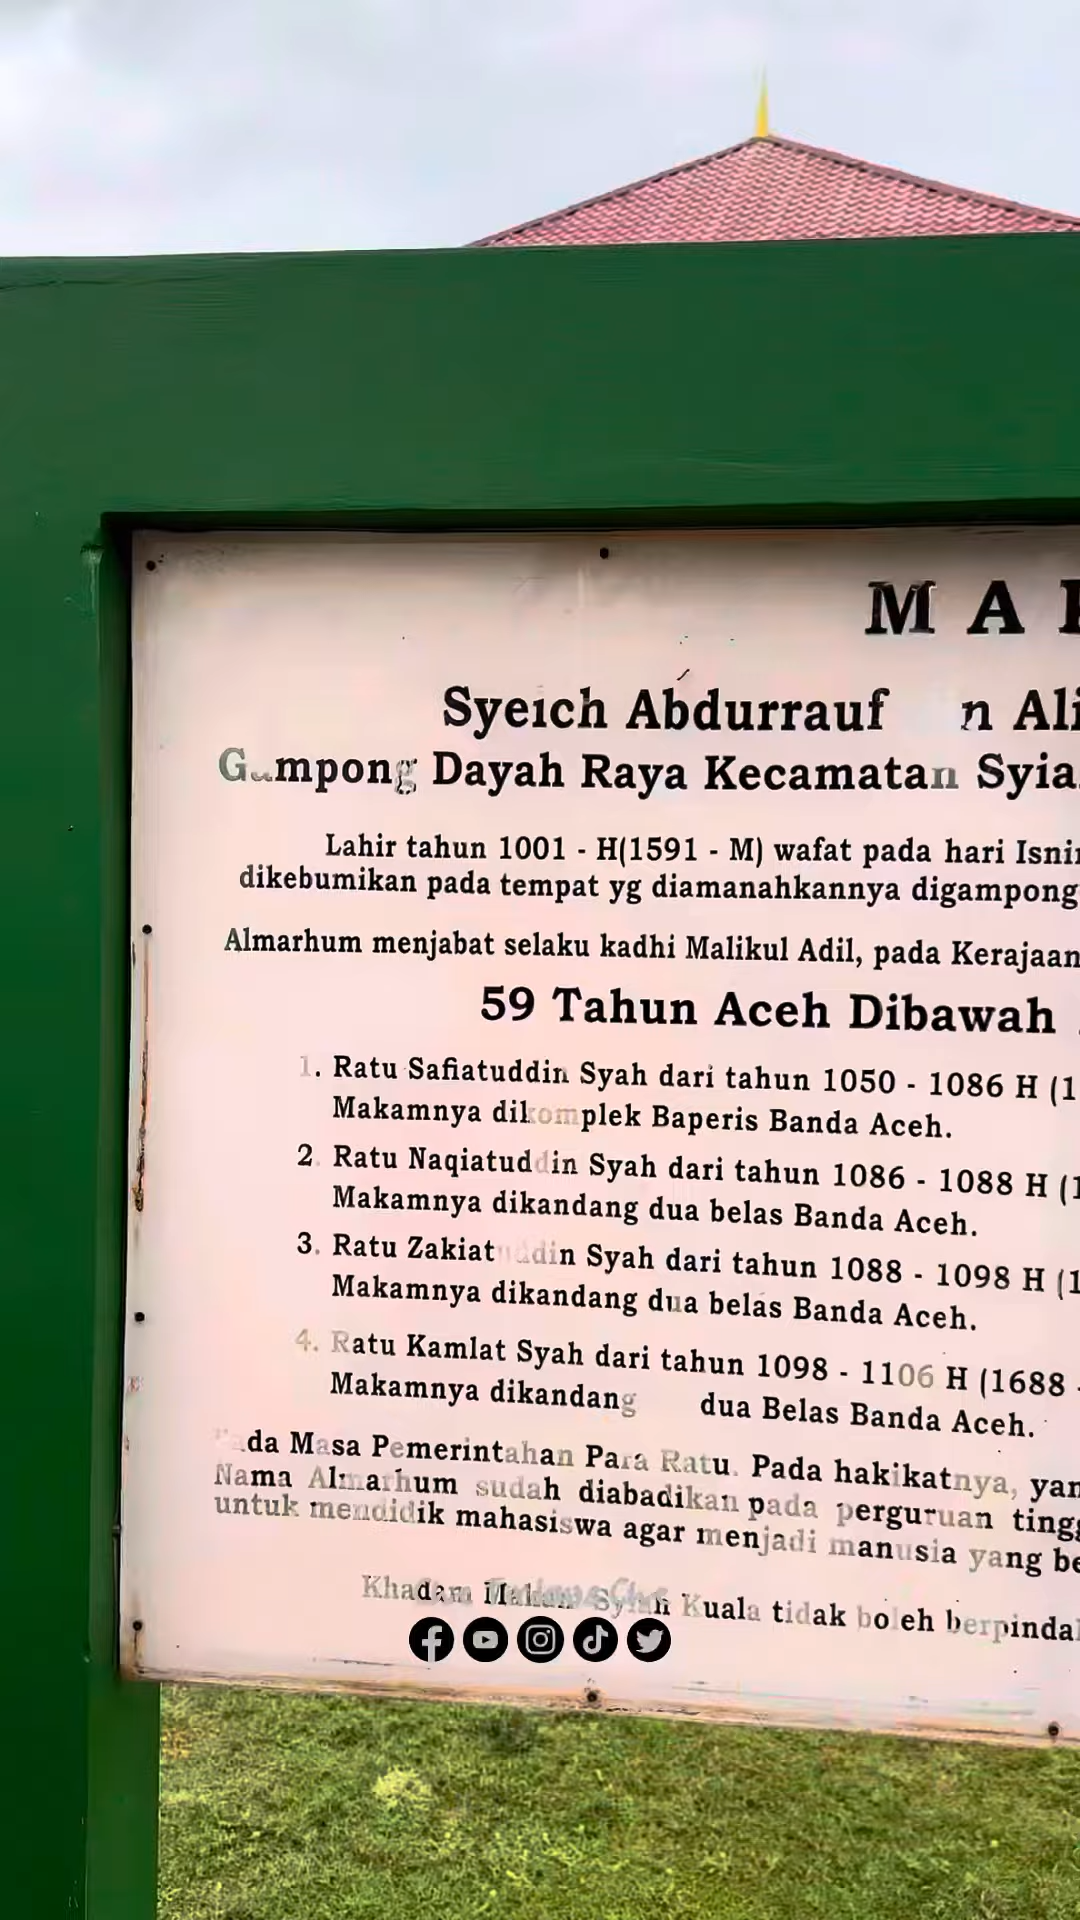 M A
Syeich Abdurrauf n Ali
Gampong Dayah Raya Kecamatan Syia
Lahir tahun 1001 - H(1591 - M) wafat pada hari Isnin
dikebumikan pada tempat yg diamanahkannya digampong
Almarhum menjabat selaku kadhi Malikul Adil, pada Kerajaan
59 Tahun Aceh Dibawah
1. Ratu Safiatuddin Syah dari tahun 1050 - 1086 H (1
Makamnya dikomplek Baperis Banda Aceh.
2. Ratu Naqiatuddin Syah dari tahun 1086 - 1088 H (1
Makamnya dikandang dua belas Banda Aceh.
3. Ratu Zakiatuddin Syah dari tahun 1088 - 1098 H (1
Makamnya dikandang dua belas Banda Aceh.
4. Ratu Kamlat Syah dari tahun 1098 - 1106 H (1688 -
Makamnya dikandang dua Belas Banda Aceh.
Pada Masa Pemerintahan Para Ratu. Pada hakikatnya, yan
Nama Almarhum sudah diabadikan pada perguruan tingg
untuk mendidik mahasiswa agar menjadi manusia yang be
Khadam Makam Syiah Kuala tidak boleh berpindah